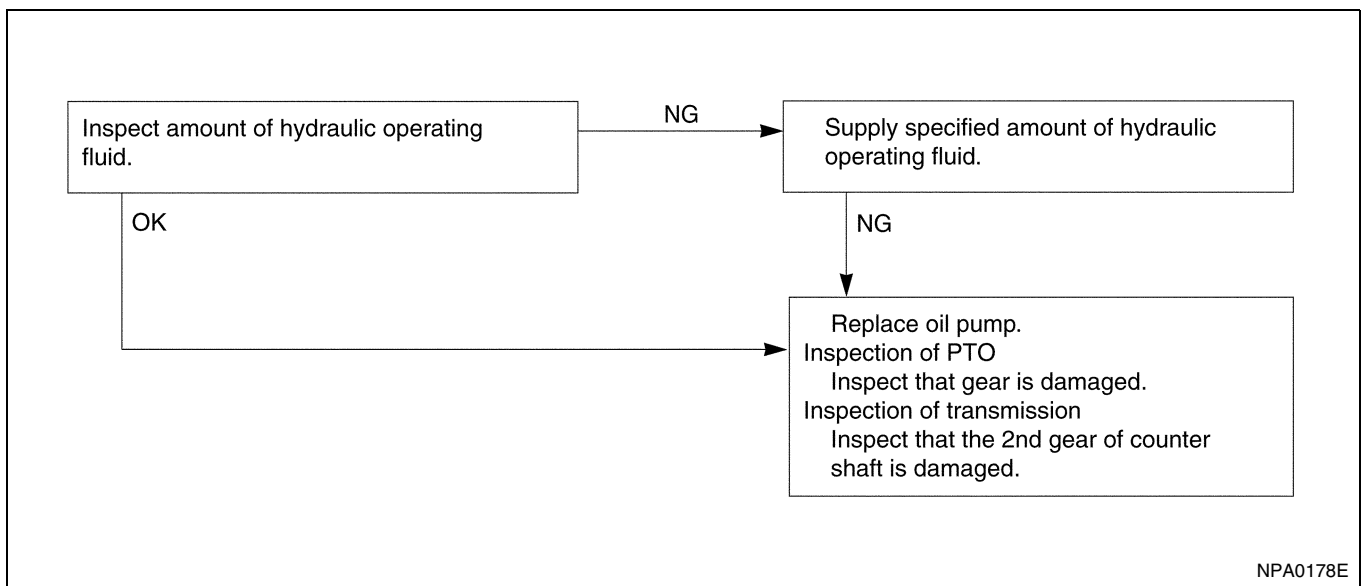 Inspect amount of hydraulic operating
fluid.
NG
Supply specified amount of hydraulic
operating fluid.
OK
NG
Replace oil pump.
Inspection of PTO
Inspect that gear is damaged.
Inspection of transmission
Inspect that the 2nd gear of counter
shaft is damaged.
NPA0178E